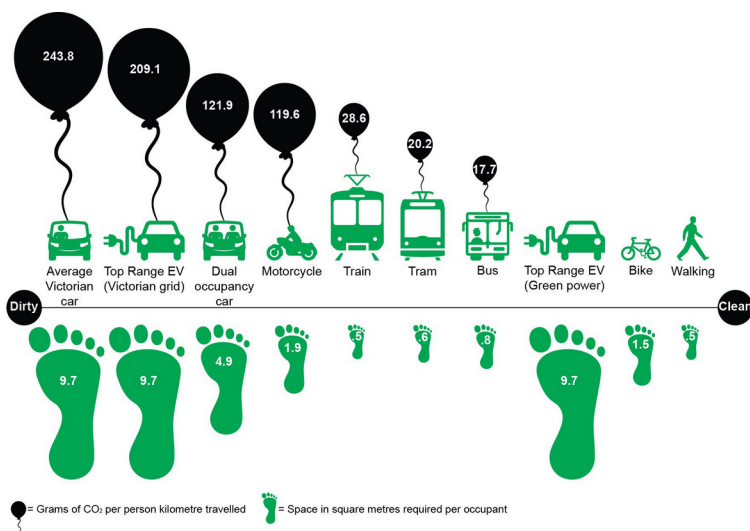 243.8
209.1
121.9
119.6
28.6
20.2
17.7
Average
Victorian
car
Top Range EV
(Victorian grid)
Dual
occupancy
car
Motorcycle
Train
Tram
Bus
Top Range EV
(Green power)
Bike
Walking
Dirty
Clean
9.7
9.7
4.9
1.9
.5
.6
.8
9.7
1.5
.5
= Grams of CO₂ per person kilometre travelled
= Space in square metres required per occupant